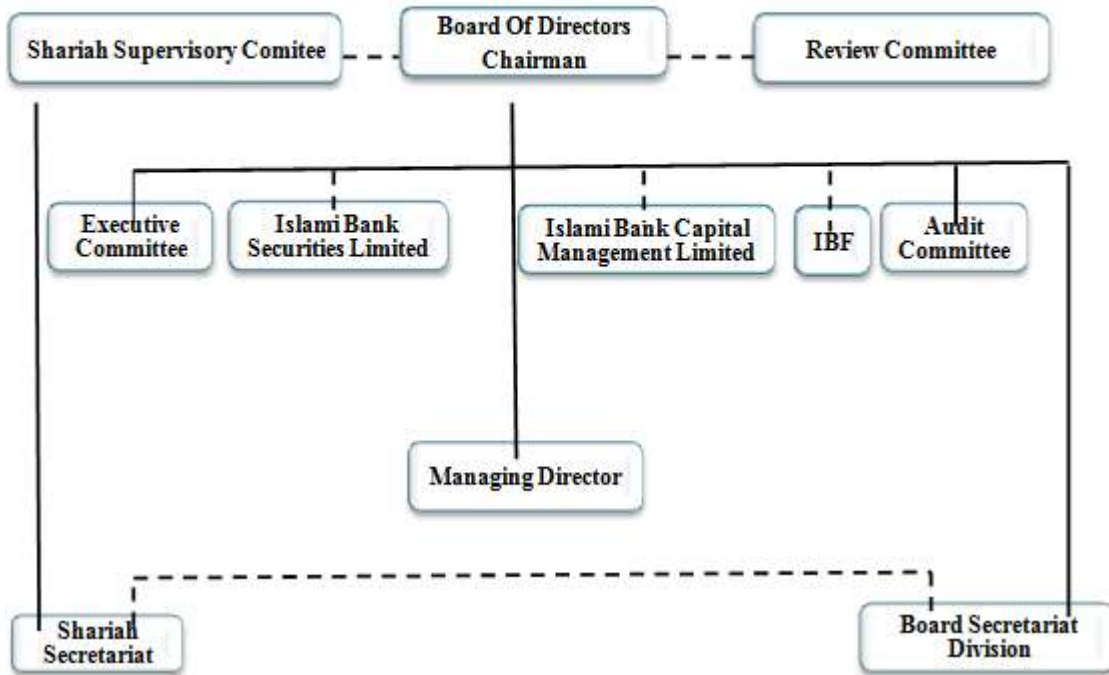 Shariah Supervisory Comitee
Board Of Directors
Chairman
Review Committee
Executive
Committee
Islami Bank
Securities Limited
Islami Bank Capital
Management Limited
IBF
Audit
Committee
Managing Director
Shariah
Secretariat
Board Secretariat
Division